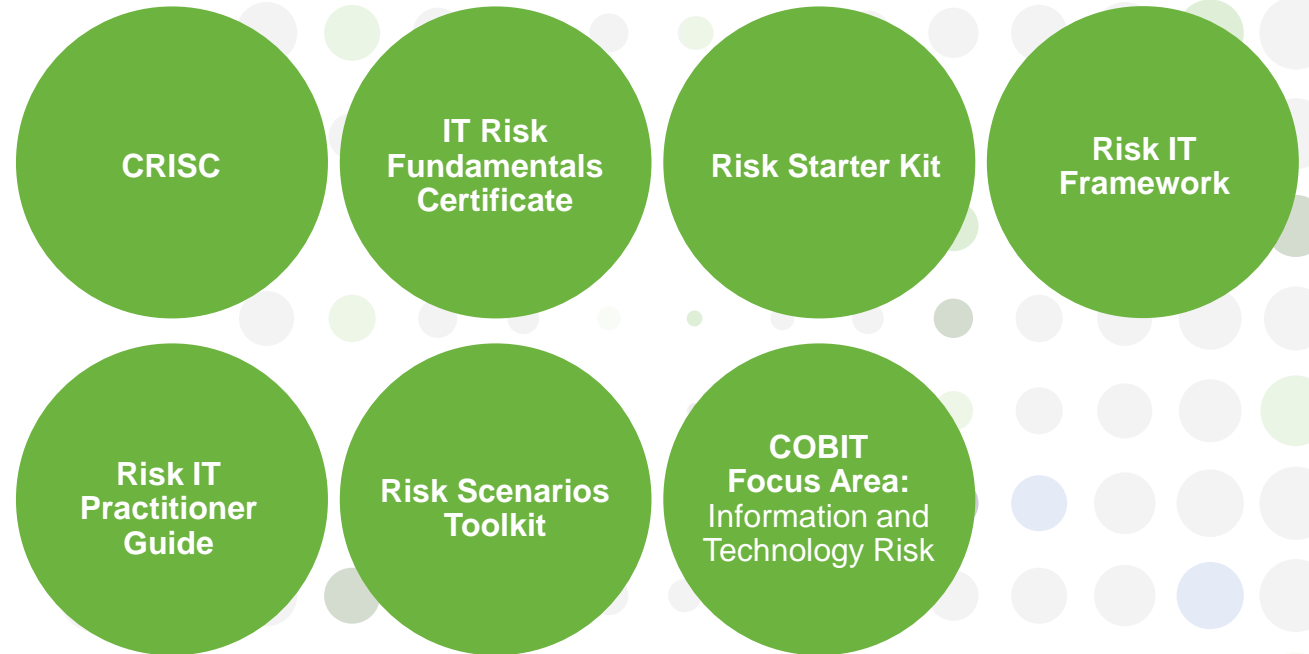 CRISC
IT Risk
Fundamentals
Certificate
Risk Starter Kit
Risk IT
Framework
Risk IT
Practitioner
Guide
Risk Scenarios
Toolkit
COBIT
Focus Area:
Information and
Technology Risk